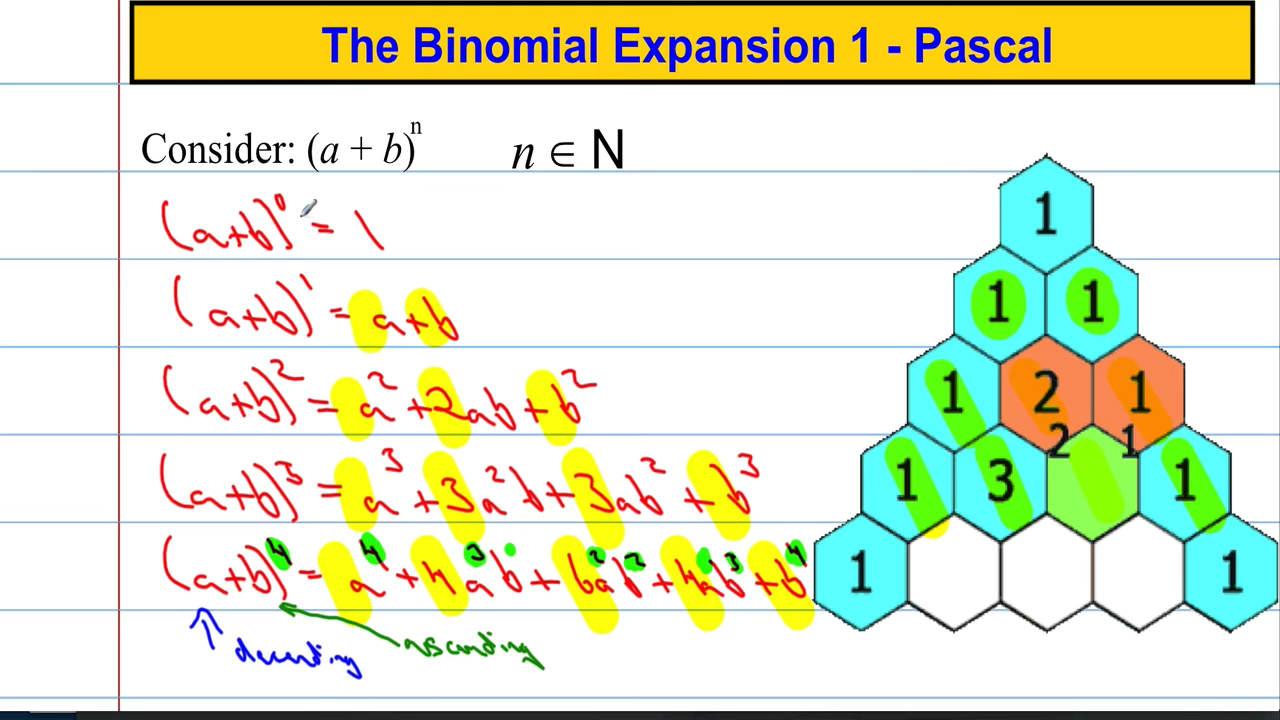 The Binomial Expansion 1 - Pascal
Consider: (a + b)ⁿ n ∈ N
(a+b)⁰ = 1
(a+b)¹ = a+b
(a+b)² = a² + 2ab + b²
(a+b)³ = a³ + 3a²b + 3ab² + b³
(a+b)⁴ = a⁴ + 4a³b + 6a²b² + 4ab³ + b⁴
1
1 1
1 2 1
2 1
1 3 1
1 1